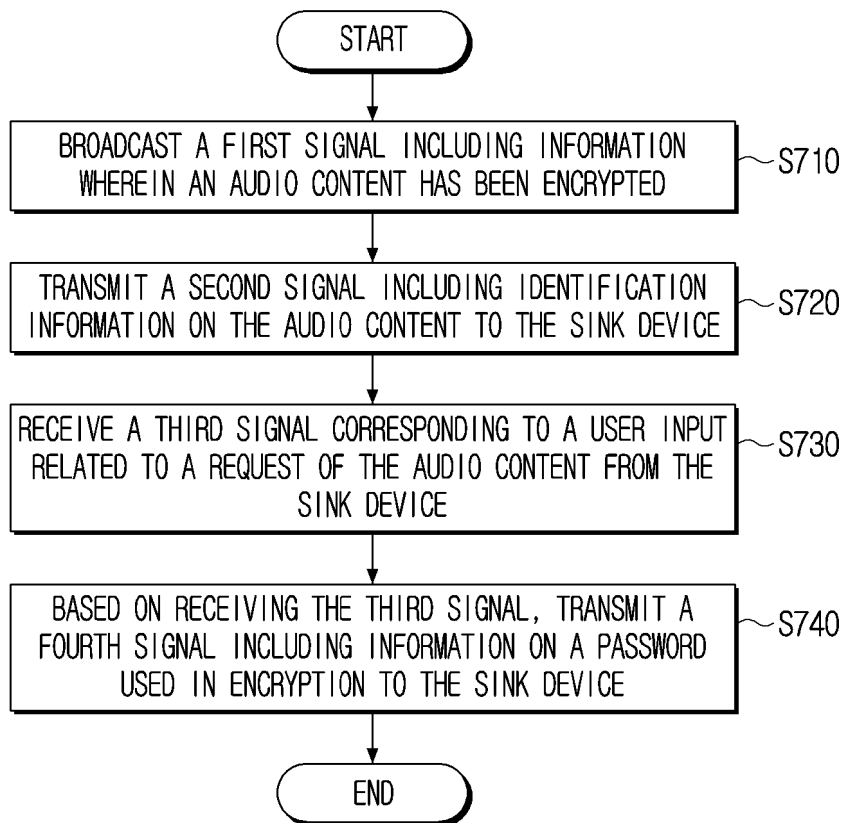 START
BROADCAST A FIRST SIGNAL INCLUDING INFORMATION
WHEREIN AN AUDIO CONTENT HAS BEEN ENCRYPTED
S710
TRANSMIT A SECOND SIGNAL INCLUDING IDENTIFICATION
INFORMATION ON THE AUDIO CONTENT TO THE SINK DEVICE
S720
RECEIVE A THIRD SIGNAL CORRESPONDING TO A USER INPUT
RELATED TO A REQUEST OF THE AUDIO CONTENT FROM THE
SINK DEVICE
S730
BASED ON RECEIVING THE THIRD SIGNAL, TRANSMIT A
FOURTH SIGNAL INCLUDING INFORMATION ON A PASSWORD
USED IN ENCRYPTION TO THE SINK DEVICE
S740
END